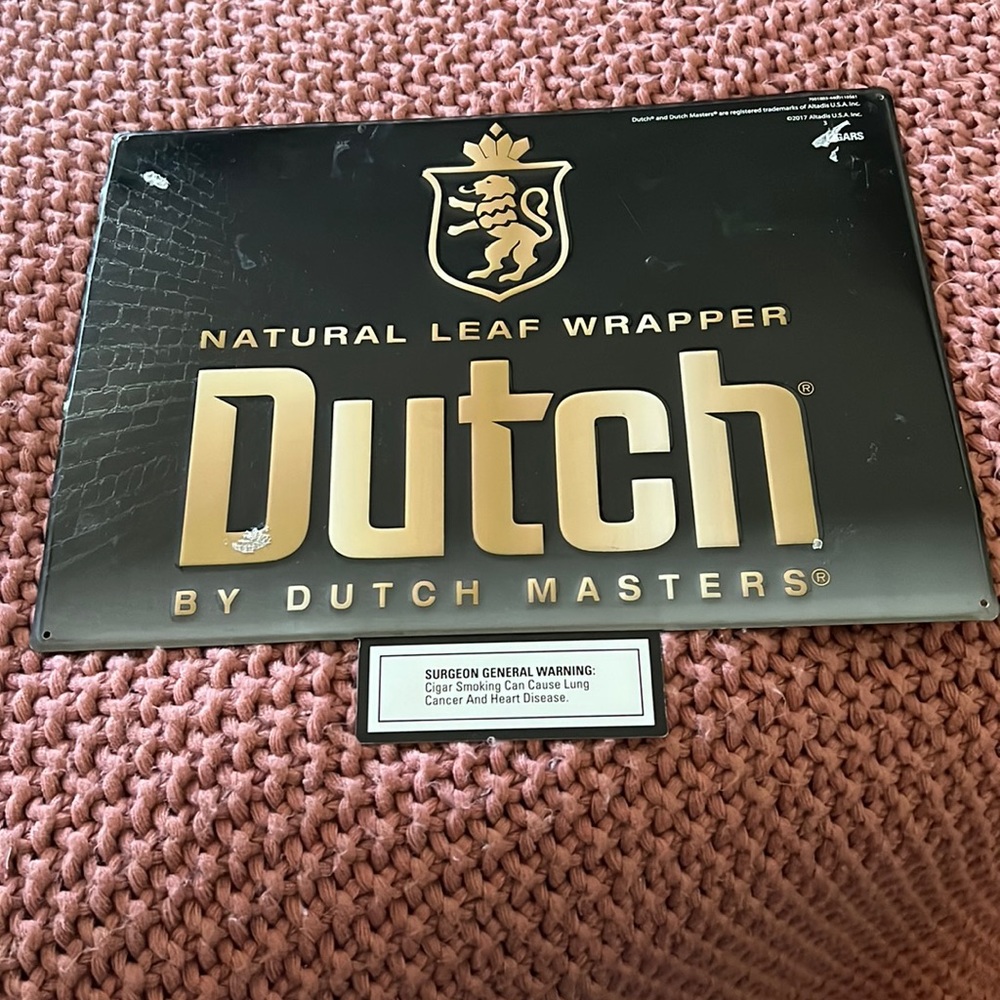 Dutch® and Dutch Masters® are registered trademarks of Altadis U.S.A. Inc.
©2017 Altadis U.S.A. Inc.
3
NATURAL LEAF WRAPPER
Dutch®
BY DUTCH MASTERS®
SURGEON GENERAL WARNING:
Cigar Smoking Can Cause Lung
Cancer And Heart Disease.